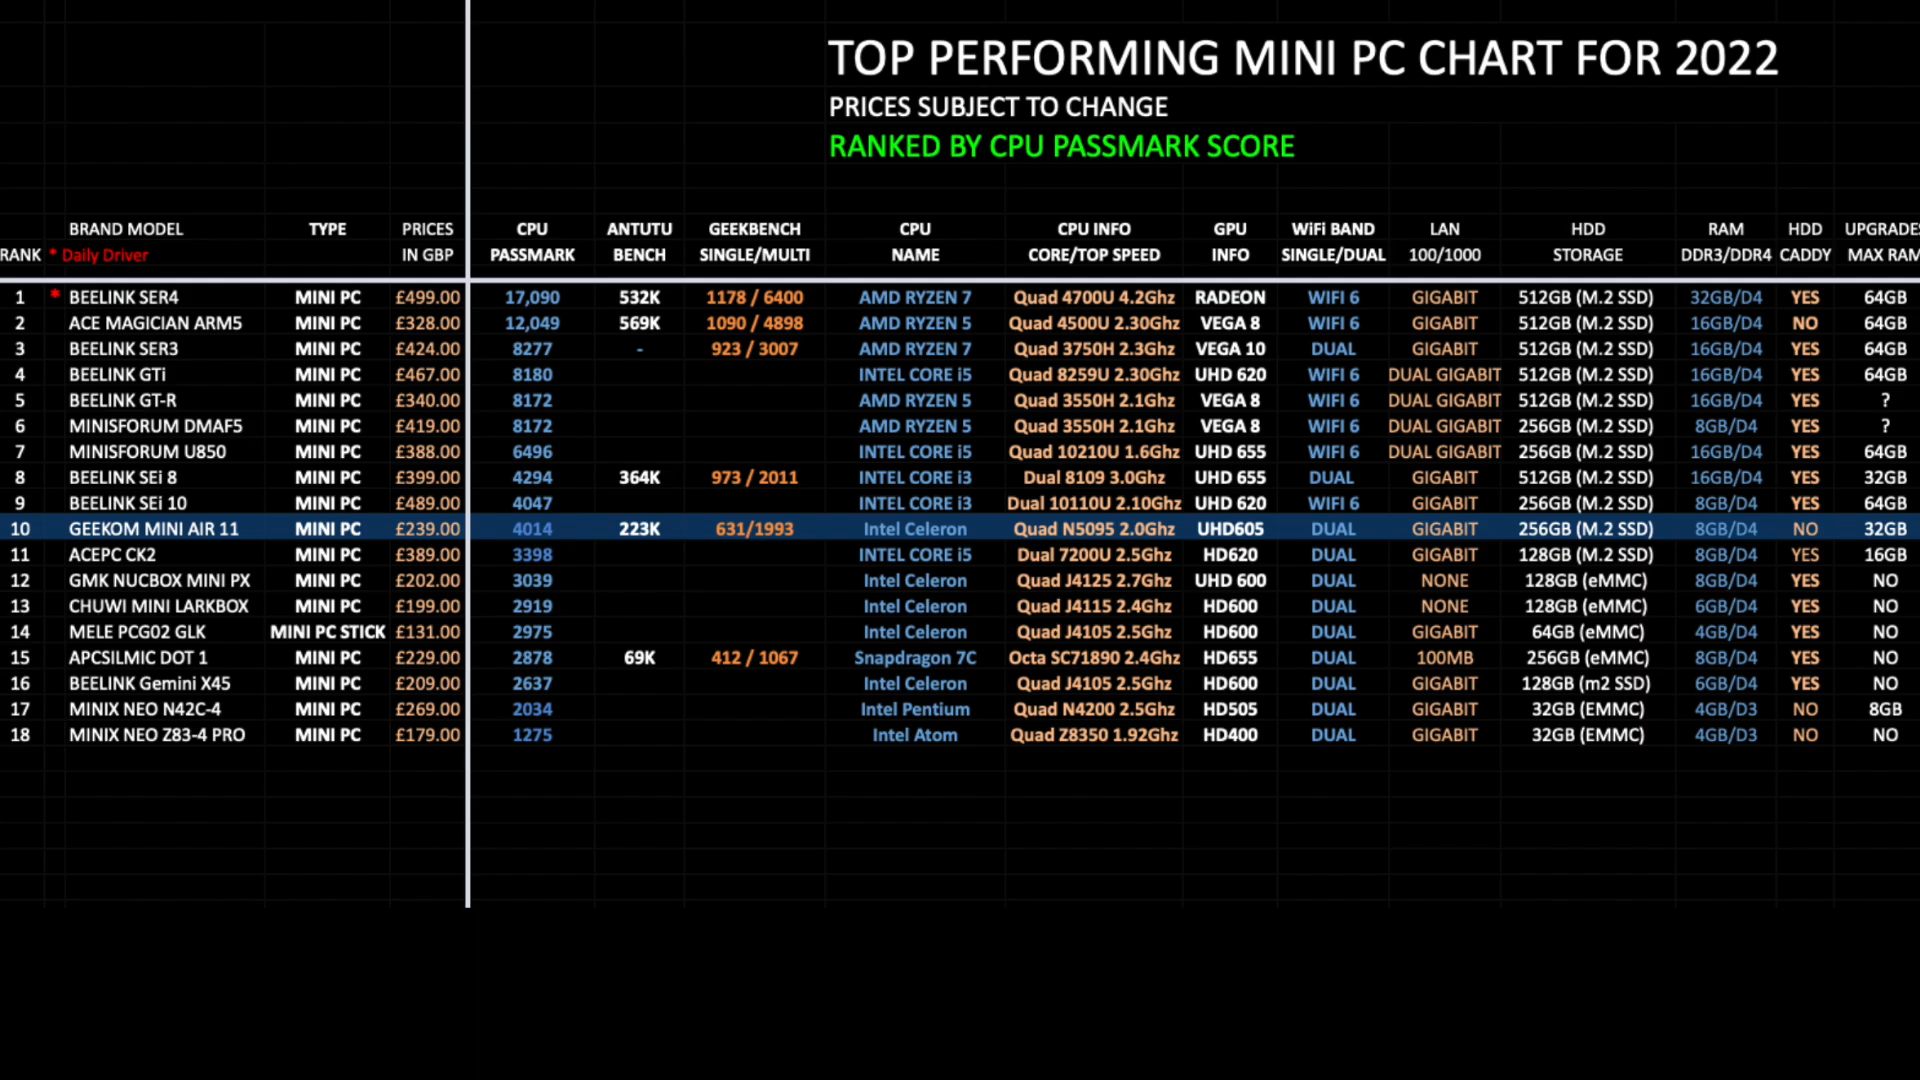 TOP PERFORMING MINI PC CHART FOR 2022
PRICES SUBJECT TO CHANGE
RANKED BY CPU PASSMARK SCORE
BRAND MODEL TYPE PRICES CPU ANTUTU GEEKBENCH CPU CPU INFO GPU WiFi BAND LAN HDD RAM HDD UPGRADES
RANK * Daily Driver IN GBP PASSMARK BENCH SINGLE/MULTI NAME CORE/TOP SPEED INFO SINGLE/DUAL 100/1000 STORAGE DDR3/DDR4 CADDY MAX RAM
1 * BEELINK SER4 MINI PC £499.00 17,090 532K 1178 / 6400 AMD RYZEN 7 Quad 4700U 4.2Ghz RADEON WIFI 6 GIGABIT 512GB (M.2 SSD) 32GB/D4 YES 64GB
2 ACE MAGICIAN ARM5 MINI PC £328.00 12,049 569K 1090 / 4898 AMD RYZEN 5 Quad 4500U 2.30Ghz VEGA 8 WIFI 6 GIGABIT 512GB (M.2 SSD) 16GB/D4 NO 64GB
3 BEELINK SER3 MINI PC £424.00 8277 - 923 / 3007 AMD RYZEN 7 Quad 3750H 2.3Ghz VEGA 10 DUAL GIGABIT 512GB (M.2 SSD) 16GB/D4 YES 64GB
4 BEELINK GTi MINI PC £467.00 8180 INTEL CORE i5 Quad 8259U 2.30Ghz UHD 620 WIFI 6 DUAL GIGABIT 512GB (M.2 SSD) 16GB/D4 YES 64GB
5 BEELINK GT-R MINI PC £340.00 8172 AMD RYZEN 5 Quad 3550H 2.1Ghz VEGA 8 WIFI 6 DUAL GIGABIT 512GB (M.2 SSD) 16GB/D4 YES ?
6 MINISFORUM DMAF5 MINI PC £419.00 8172 AMD RYZEN 5 Quad 3550H 2.1Ghz VEGA 8 WIFI 6 DUAL GIGABIT 256GB (M.2 SSD) 8GB/D4 YES ?
7 MINISFORUM U850 MINI PC £388.00 6496 INTEL CORE i5 Quad 10210U 1.6Ghz UHD 655 WIFI 6 DUAL GIGABIT 256GB (M.2 SSD) 16GB/D4 YES 64GB
8 BEELINK SEi 8 MINI PC £399.00 4294 364K 973 / 2011 INTEL CORE i3 Dual 8109 3.0Ghz UHD 655 DUAL GIGABIT 512GB (M.2 SSD) 16GB/D4 YES 32GB
9 BEELINK SEi 10 MINI PC £489.00 4047 INTEL CORE i3 Dual 10110U 2.10Ghz UHD 620 WIFI 6 GIGABIT 256GB (M.2 SSD) 8GB/D4 YES 64GB
10 GEEKOM MINI AIR 11 MINI PC £239.00 4014 223K 631/1993 Intel Celeron Quad N5095 2.0Ghz UHD605 DUAL GIGABIT 256GB (M.2 SSD) 8GB/D4 NO 32GB
11 ACEPC CK2 MINI PC £389.00 3398 INTEL CORE i5 Dual 7200U 2.5Ghz HD620 DUAL GIGABIT 128GB (M.2 SSD) 8GB/D4 YES 16GB
12 GMK NUCBOX MINI PX MINI PC £202.00 3039 Intel Celeron Quad J4125 2.7Ghz UHD 600 DUAL NONE 128GB (eMMC) 8GB/D4 YES NO
13 CHUWI MINI LARKBOX MINI PC £199.00 2919 Intel Celeron Quad J4115 2.4Ghz HD600 DUAL NONE 128GB (eMMC) 6GB/D4 YES NO
14 MELE PCG02 GLK MINI PC STICK £131.00 2975 Intel Celeron Quad J4105 2.5Ghz HD600 DUAL GIGABIT 64GB (eMMC) 4GB/D4 YES NO
15 APCSILMIC DOT 1 MINI PC £229.00 2878 69K 412 / 1067 Snapdragon 7C Octa SC71890 2.4Ghz HD655 DUAL 100MB 256GB (eMMC) 8GB/D4 YES NO
16 BEELINK Gemini X45 MINI PC £209.00 2637 Intel Celeron Quad J4105 2.5Ghz HD600 DUAL GIGABIT 128GB (m2 SSD) 6GB/D4 YES NO
17 MINIX NEO N42C-4 MINI PC £269.00 2034 Intel Pentium Quad N4200 2.5Ghz HD505 DUAL GIGABIT 32GB (EMMC) 4GB/D3 NO 8GB
18 MINIX NEO Z83-4 PRO MINI PC £179.00 1275 Intel Atom Quad Z8350 1.92Ghz HD400 DUAL GIGABIT 32GB (EMMC) 4GB/D3 NO NO